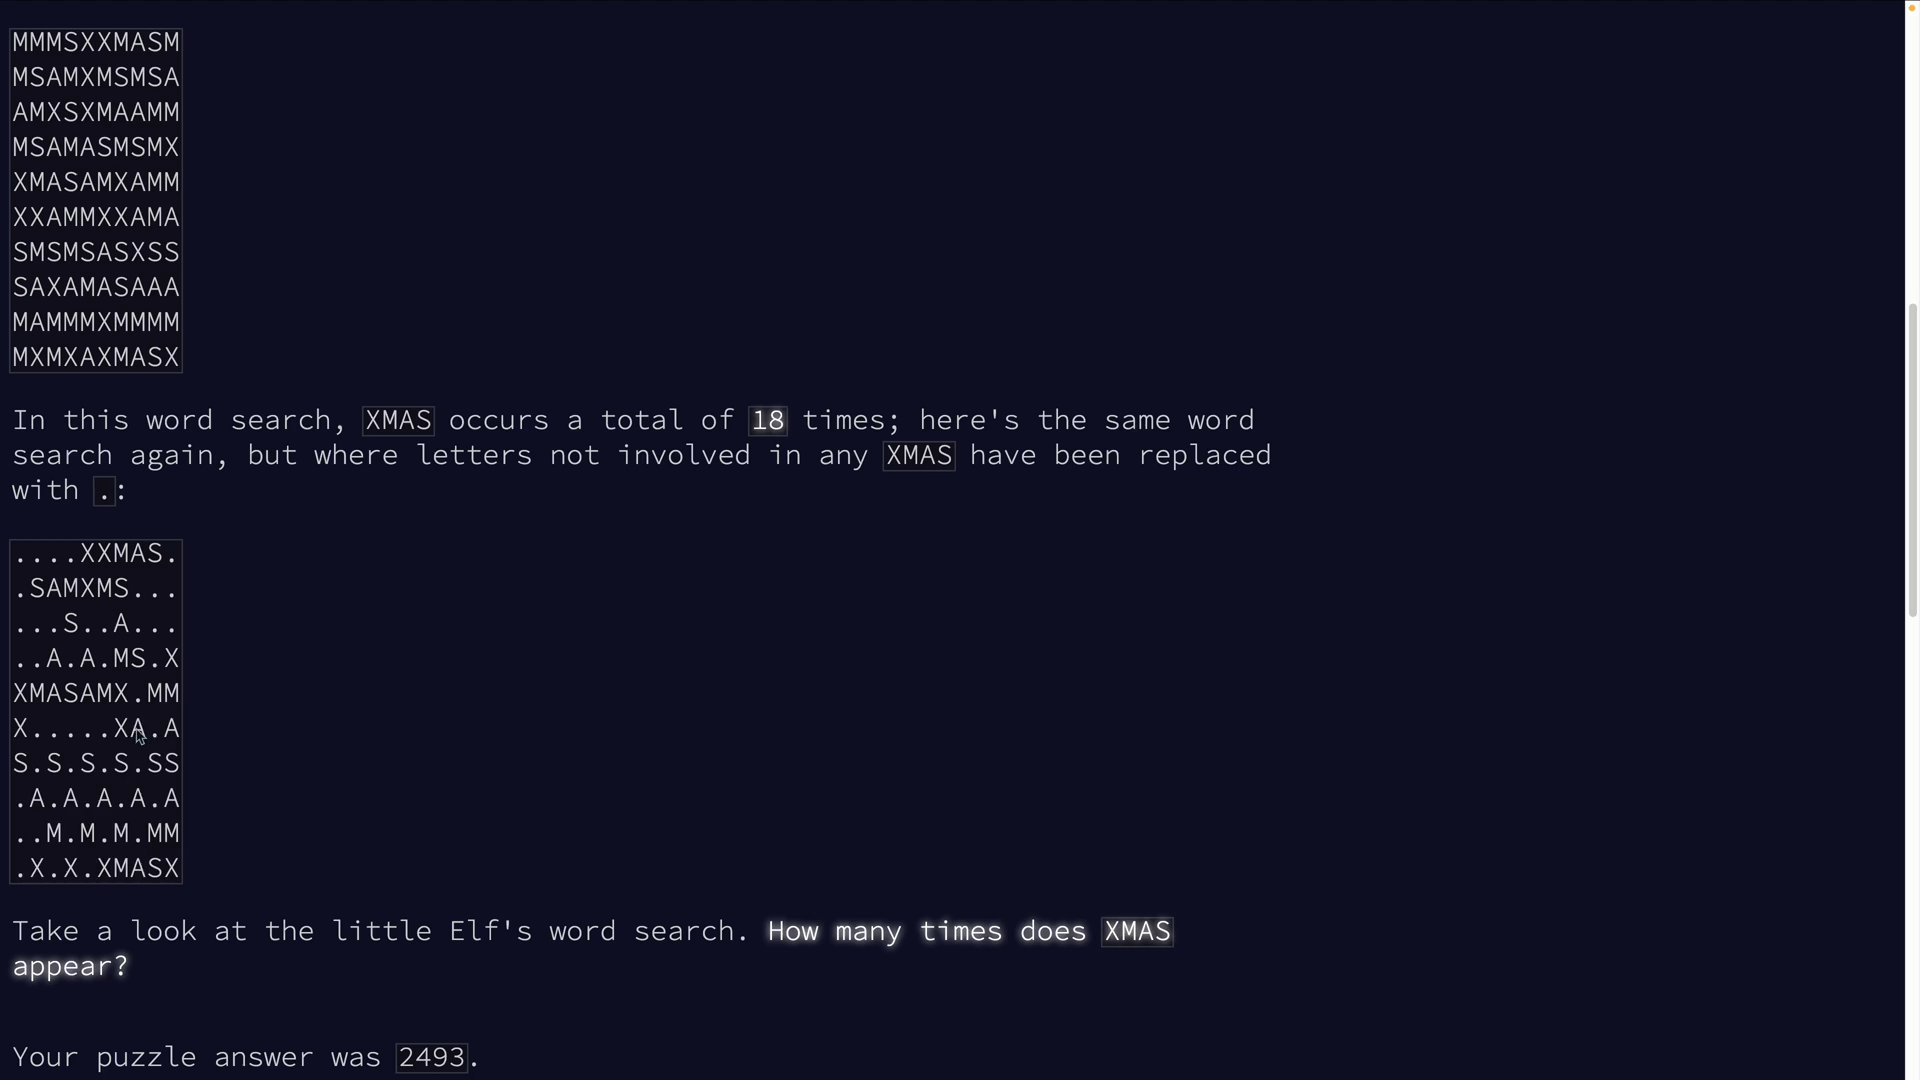 MMMSXXMASM
MSAMXMSMSA
AMXSXMAAMM
MSAMASMSMX
XMASAMXAMM
XXAMMXXAMA
SMSMSASXSS
SAXAMASAAA
MAMMMXMMMM
MXMXAXMASX
In this word search, XMAS occurs a total of 18 times; here's the same word
search again, but where letters not involved in any XMAS have been replaced
with .:
....XXMAS.
.SAMXMS...
...S..A...
..A.A.MS.X
XMASAMX.MM
X.....XA.A
S.S.S.S.SS
.A.A.A.A.A
..M.M.M.MM
.X.X.XMASX
Take a look at the little Elf's word search. How many times does XMAS
appear?
Your puzzle answer was 2493.